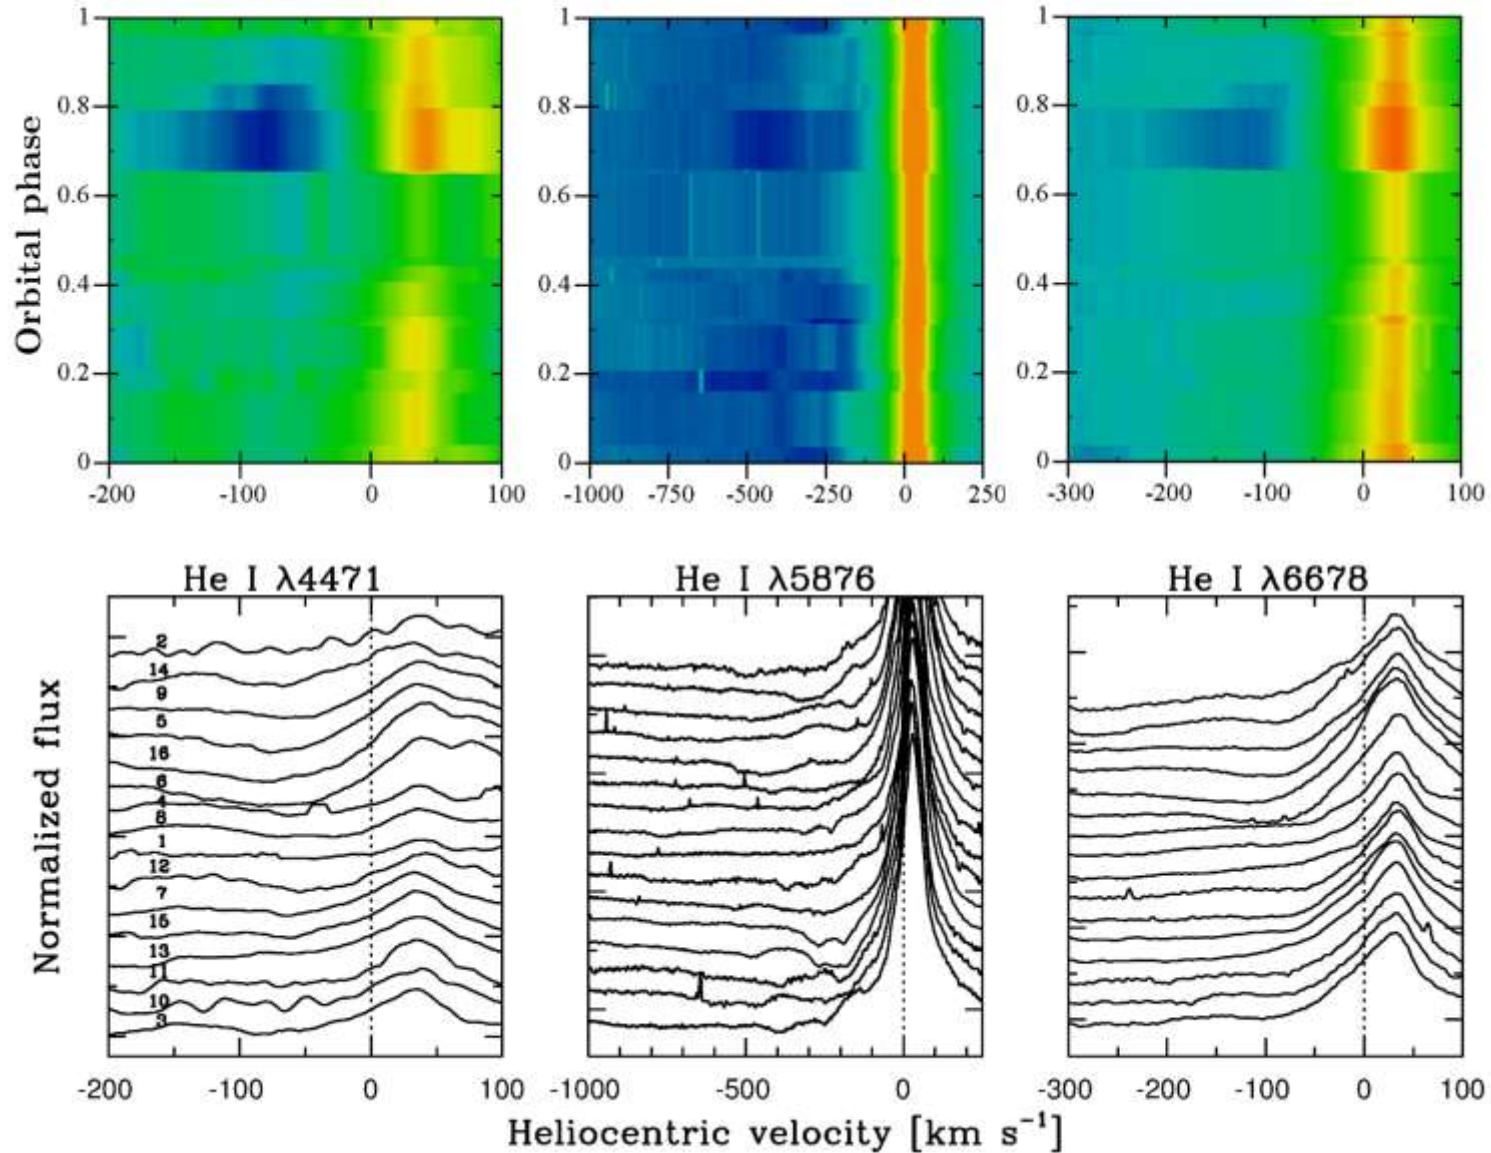 Orbital phase
1
0.8
0.6
0.4
0.2
0
-200 -100 0 100
1
0.8
0.6
0.4
0.2
0
-1000 -750 -500 -250 0 250
1
0.8
0.6
0.4
0.2
0
-300 -200 -100 0 100
He I λ4471
He I λ5876
He I λ6678
Normalized flux
2
14
9
5
16
6
4
8
1
12
7
15
13
11
10
3
-200 -100 0 100
-1000 -500 0
-300 -200 -100 0 100
Heliocentric velocity [km s⁻¹]